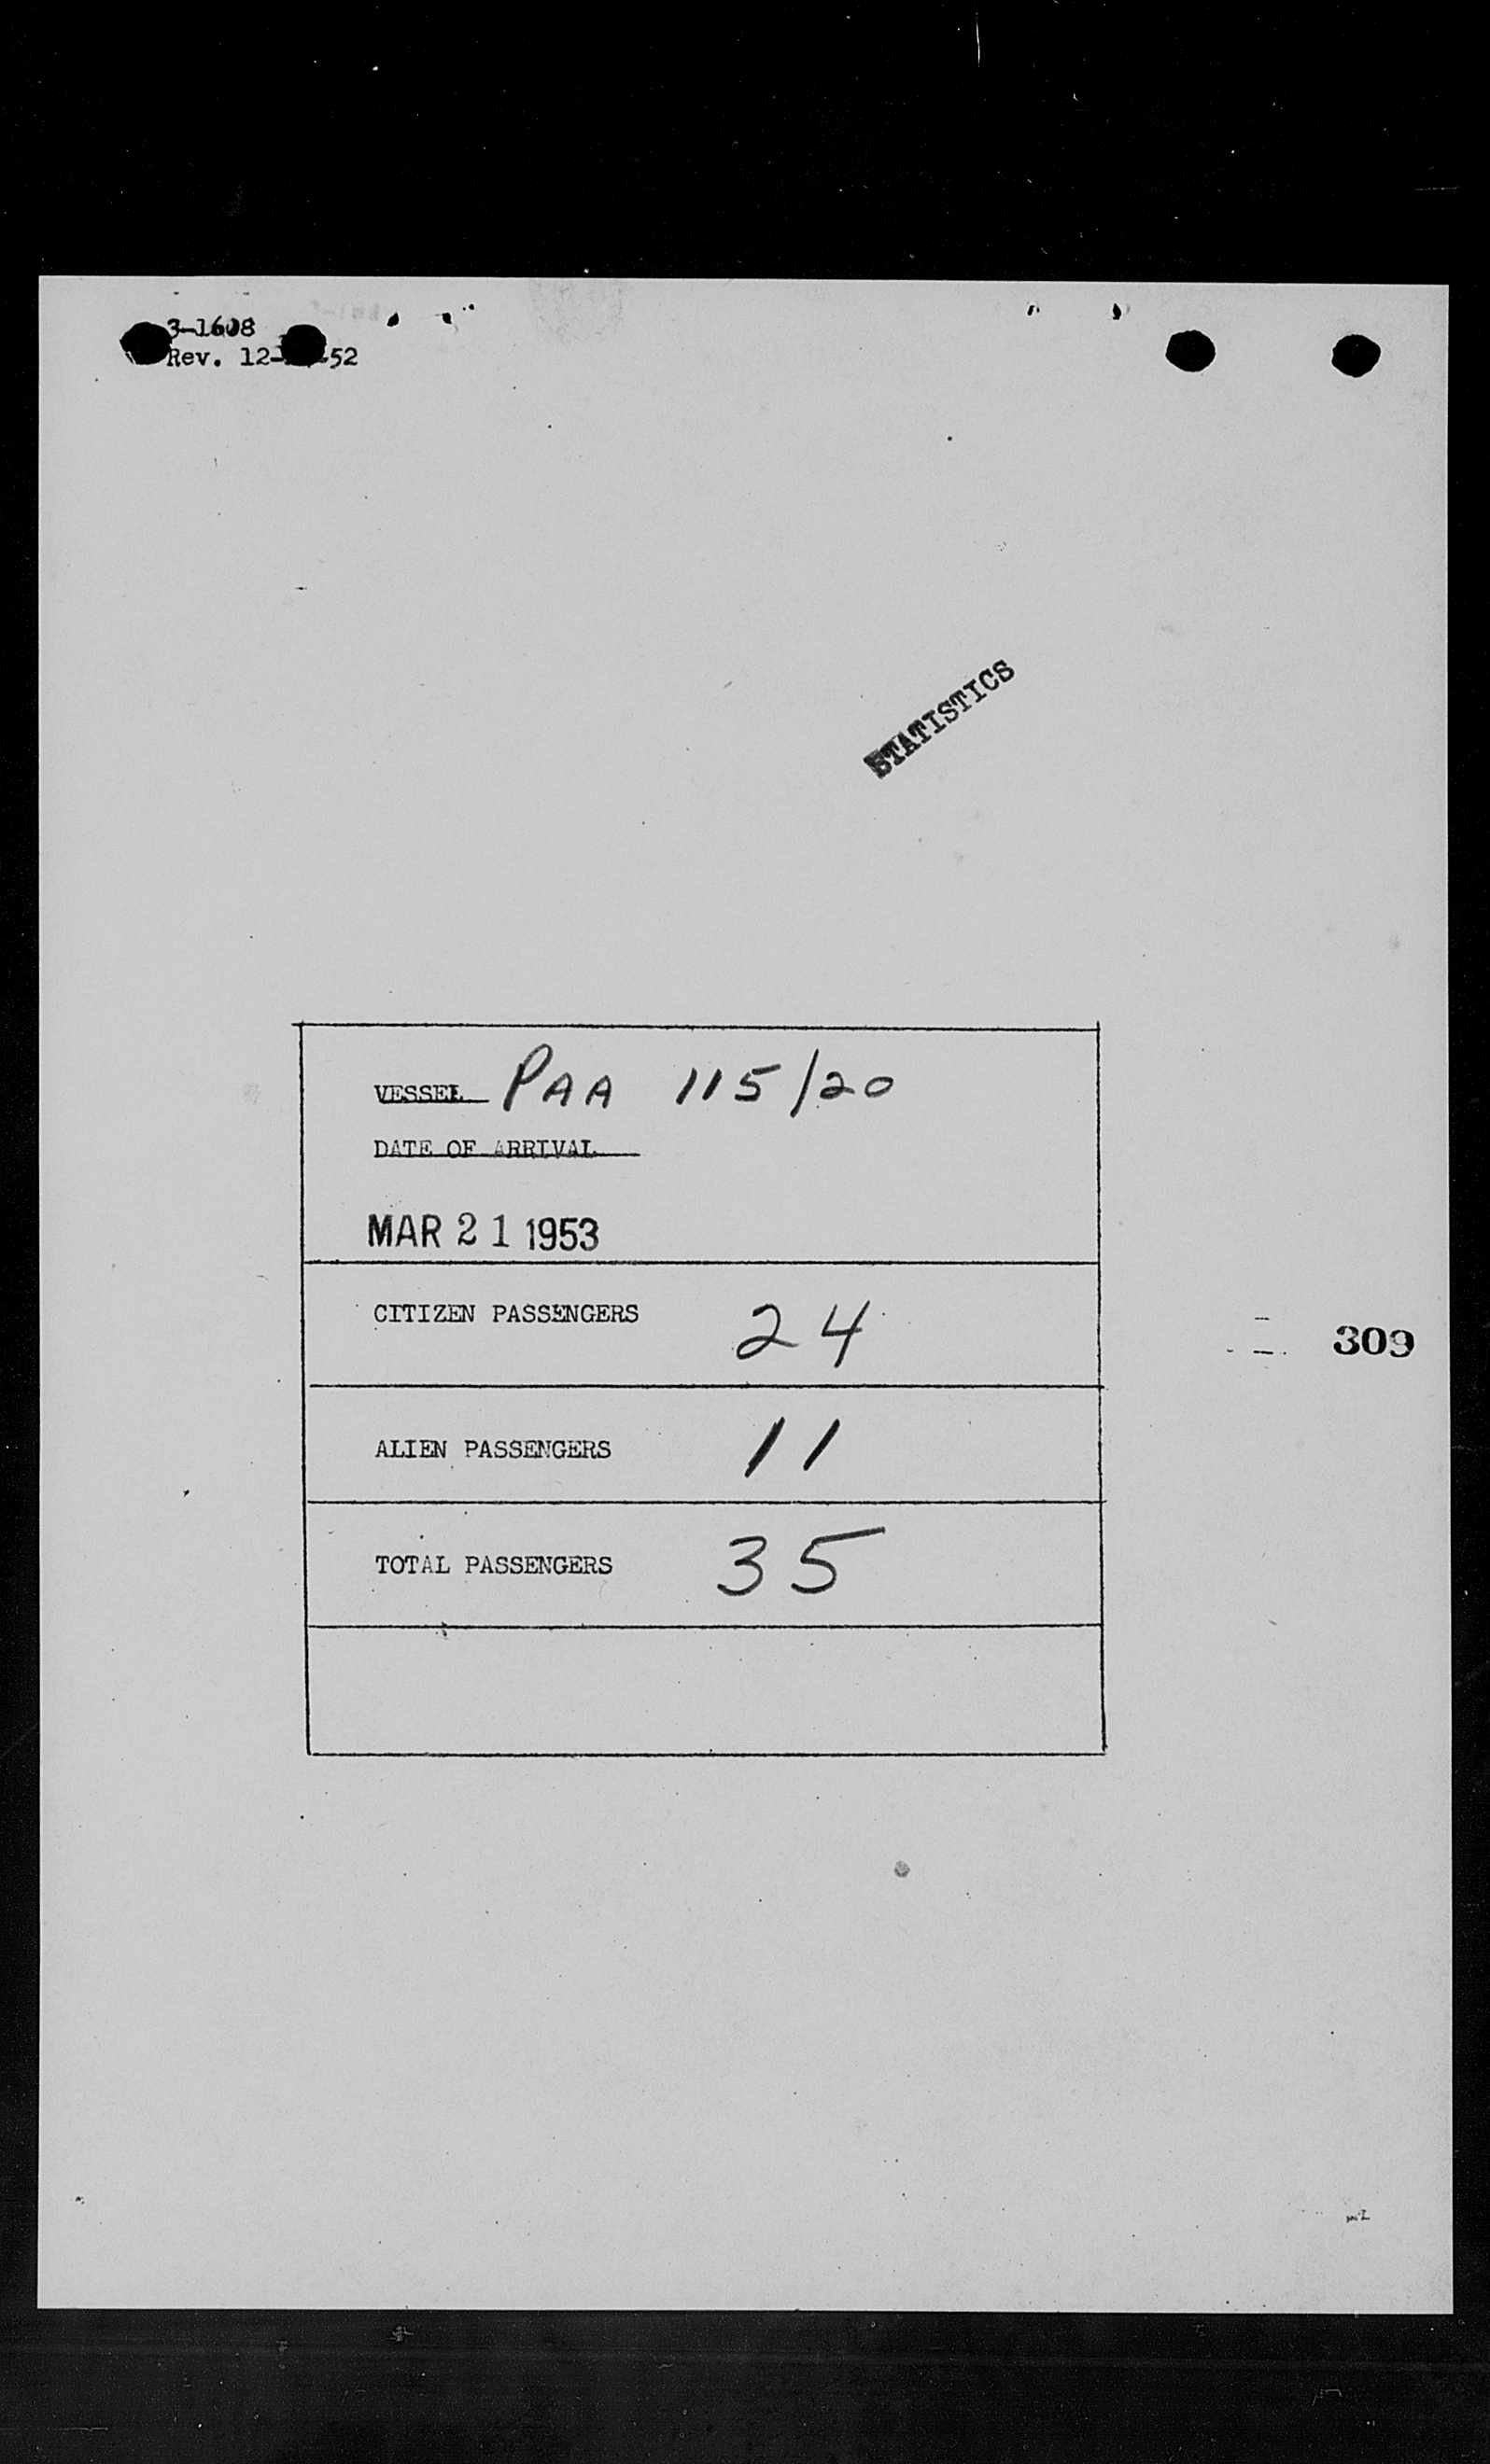 3-1608
Rev. 12- -52
STATISTICS
VESSEL PAA 115/20
DATE OF ARRIVAL
MAR 21 1953
CITIZEN PASSENGERS 24
309
ALIEN PASSENGERS 11
TOTAL PASSENGERS 35